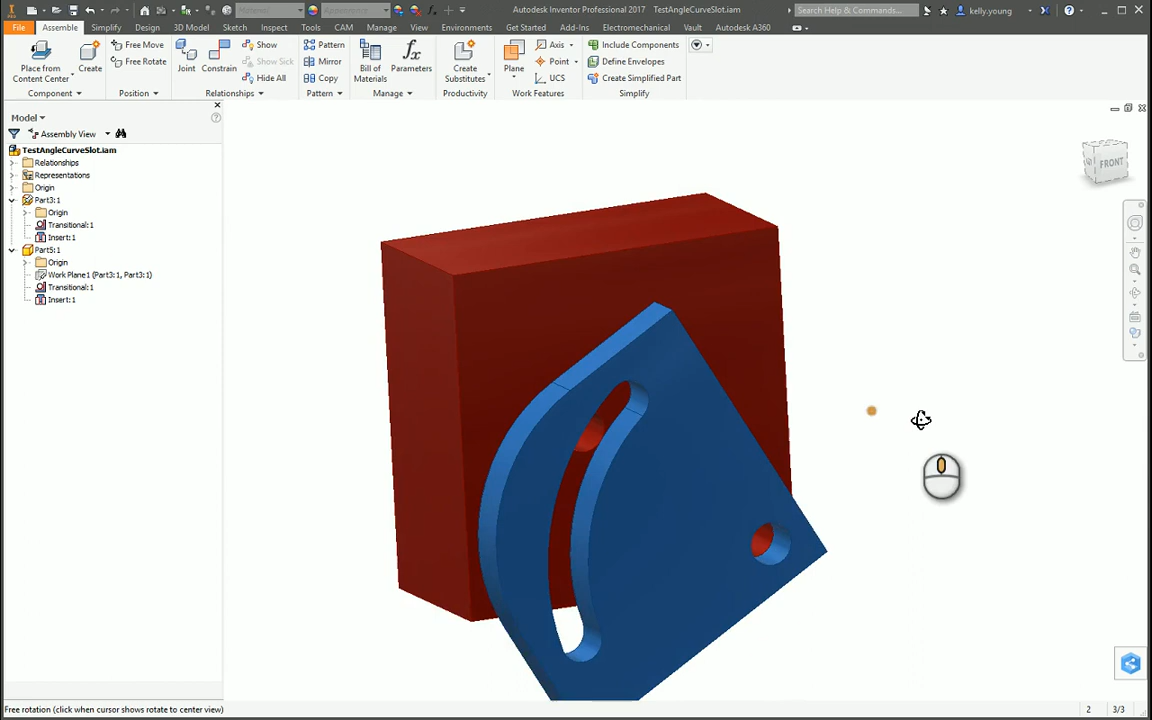 Autodesk Inventor Professional 2017 TestAngleCurveSlot.iam
Search Help & Commands...
kelly.young
File Assemble Simplify Design 3D Model Sketch Inspect Tools CAM Manage View Environments Get Started Add-Ins Electromechanical Vault Autodesk A360
Place from Content Center
Create
Free Move
Free Rotate
Joint
Constrain
Show
Show Sick
Hide All
Pattern
Mirror
Copy
Bill of Materials
Parameters
Create Substitutes
Plane
Axis
Point
UCS
Include Components
Define Envelopes
Create Simplified Part
Component Position Relationships Pattern Manage Productivity Work Features Simplify
Model
Assembly View
TestAngleCurveSlot.iam
Relationships
Representations
Origin
Part3:1
Origin
Transitional:1
Insert:1
Part5:1
Origin
Work Plane1 (Part3:1, Part3:1)
Transitional:1
Insert:1
FRONT
Free rotation (click when cursor shows rotate to center view)
2 3/3